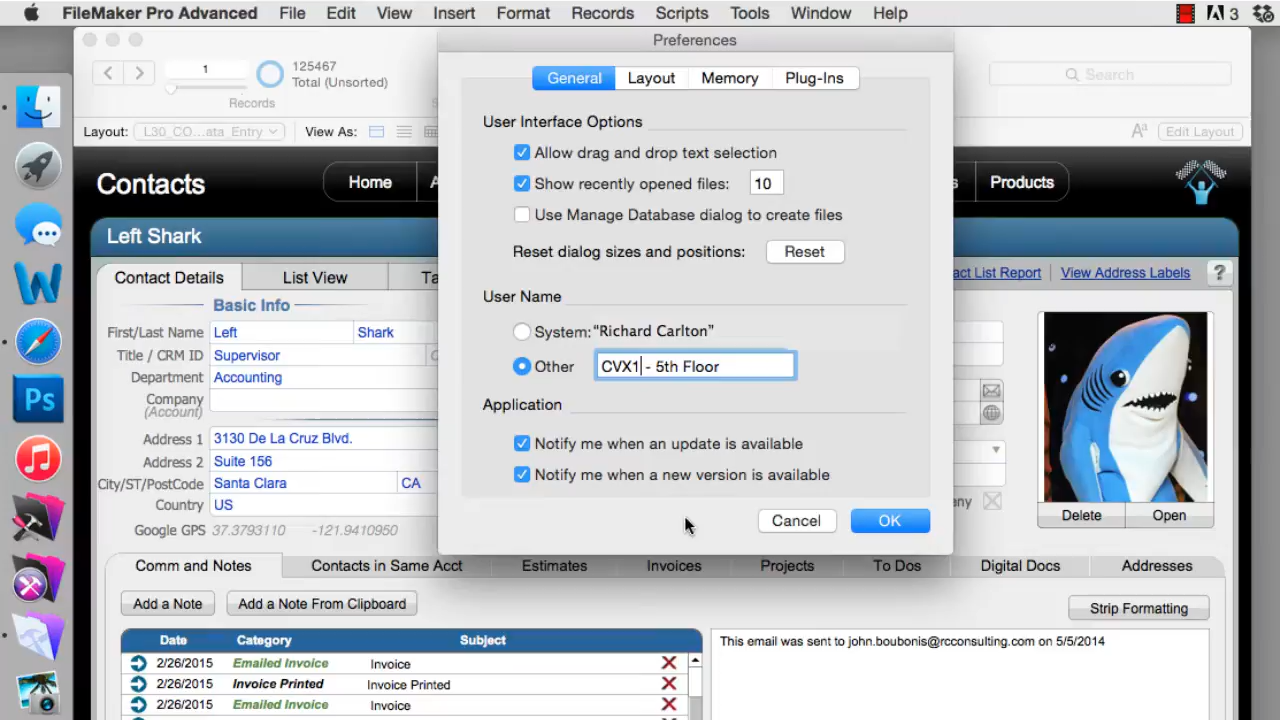 FileMaker Pro Advanced File Edit View Insert Format Records Scripts Tools Window Help 3
Preferences
1
125467
Total (Unsorted)
Records
Search
General Layout Memory Plug-Ins
Layout: L30_CO...ata_Entry View As: Aa Edit Layout
User Interface Options
Allow drag and drop text selection
Show recently opened files: 10
Use Manage Database dialog to create files
Reset dialog sizes and positions: Reset
User Name
System: "Richard Carlton"
Other CVX1 - 5th Floor
Application
Notify me when an update is available
Notify me when a new version is available
Cancel OK
Contacts Home Products
Left Shark
Contact Details List View Ta
act List Report View Address Labels ?
Basic Info
First/Last Name Left Shark
Title / CRM ID Supervisor
Department Accounting
Company
(Account)
Address 1 3130 De La Cruz Blvd.
Address 2 Suite 156
City/ST/PostCode Santa Clara CA
Country US
Google GPS 37.3793110 -121.9410950
any
Delete Open
Comm and Notes Contacts in Same Acct Estimates Invoices Projects To Dos Digital Docs Addresses
Add a Note Add a Note From Clipboard Strip Formatting
Date Category Subject
2/26/2015 Emailed Invoice Invoice
2/26/2015 Invoice Printed Invoice Printed
2/26/2015 Emailed Invoice Invoice
This email was sent to john.boubonis@rcconsulting.com on 5/5/2014
W
Ps